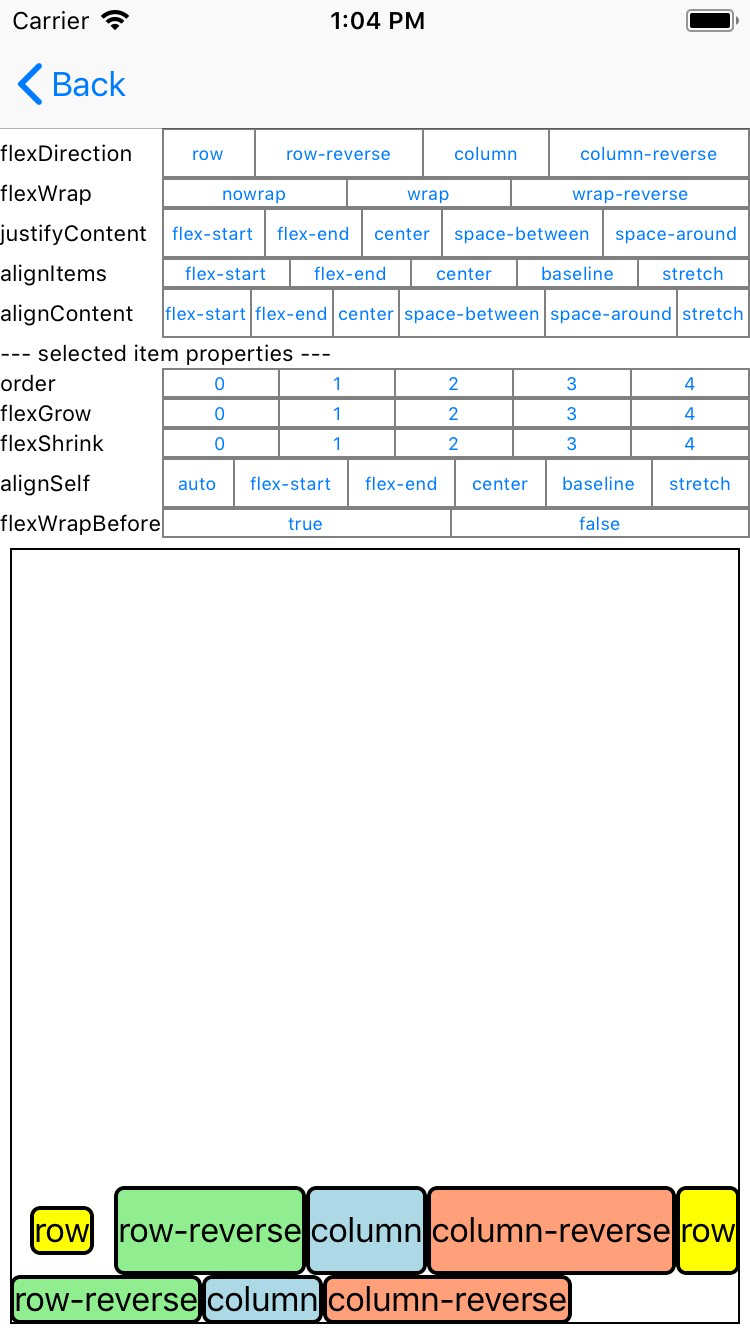 Carrier 1:04 PM
Back
flexDirection row row-reverse column column-reverse
flexWrap nowrap wrap wrap-reverse
justifyContent flex-start flex-end center space-between space-around
alignItems flex-start flex-end center baseline stretch
alignContent flex-start flex-end center space-between space-around stretch
--- selected item properties ---
order 0 1 2 3 4
flexGrow 0 1 2 3 4
flexShrink 0 1 2 3 4
alignSelf auto flex-start flex-end center baseline stretch
flexWrapBefore true false
row row-reverse column column-reverse row
row-reverse column column-reverse